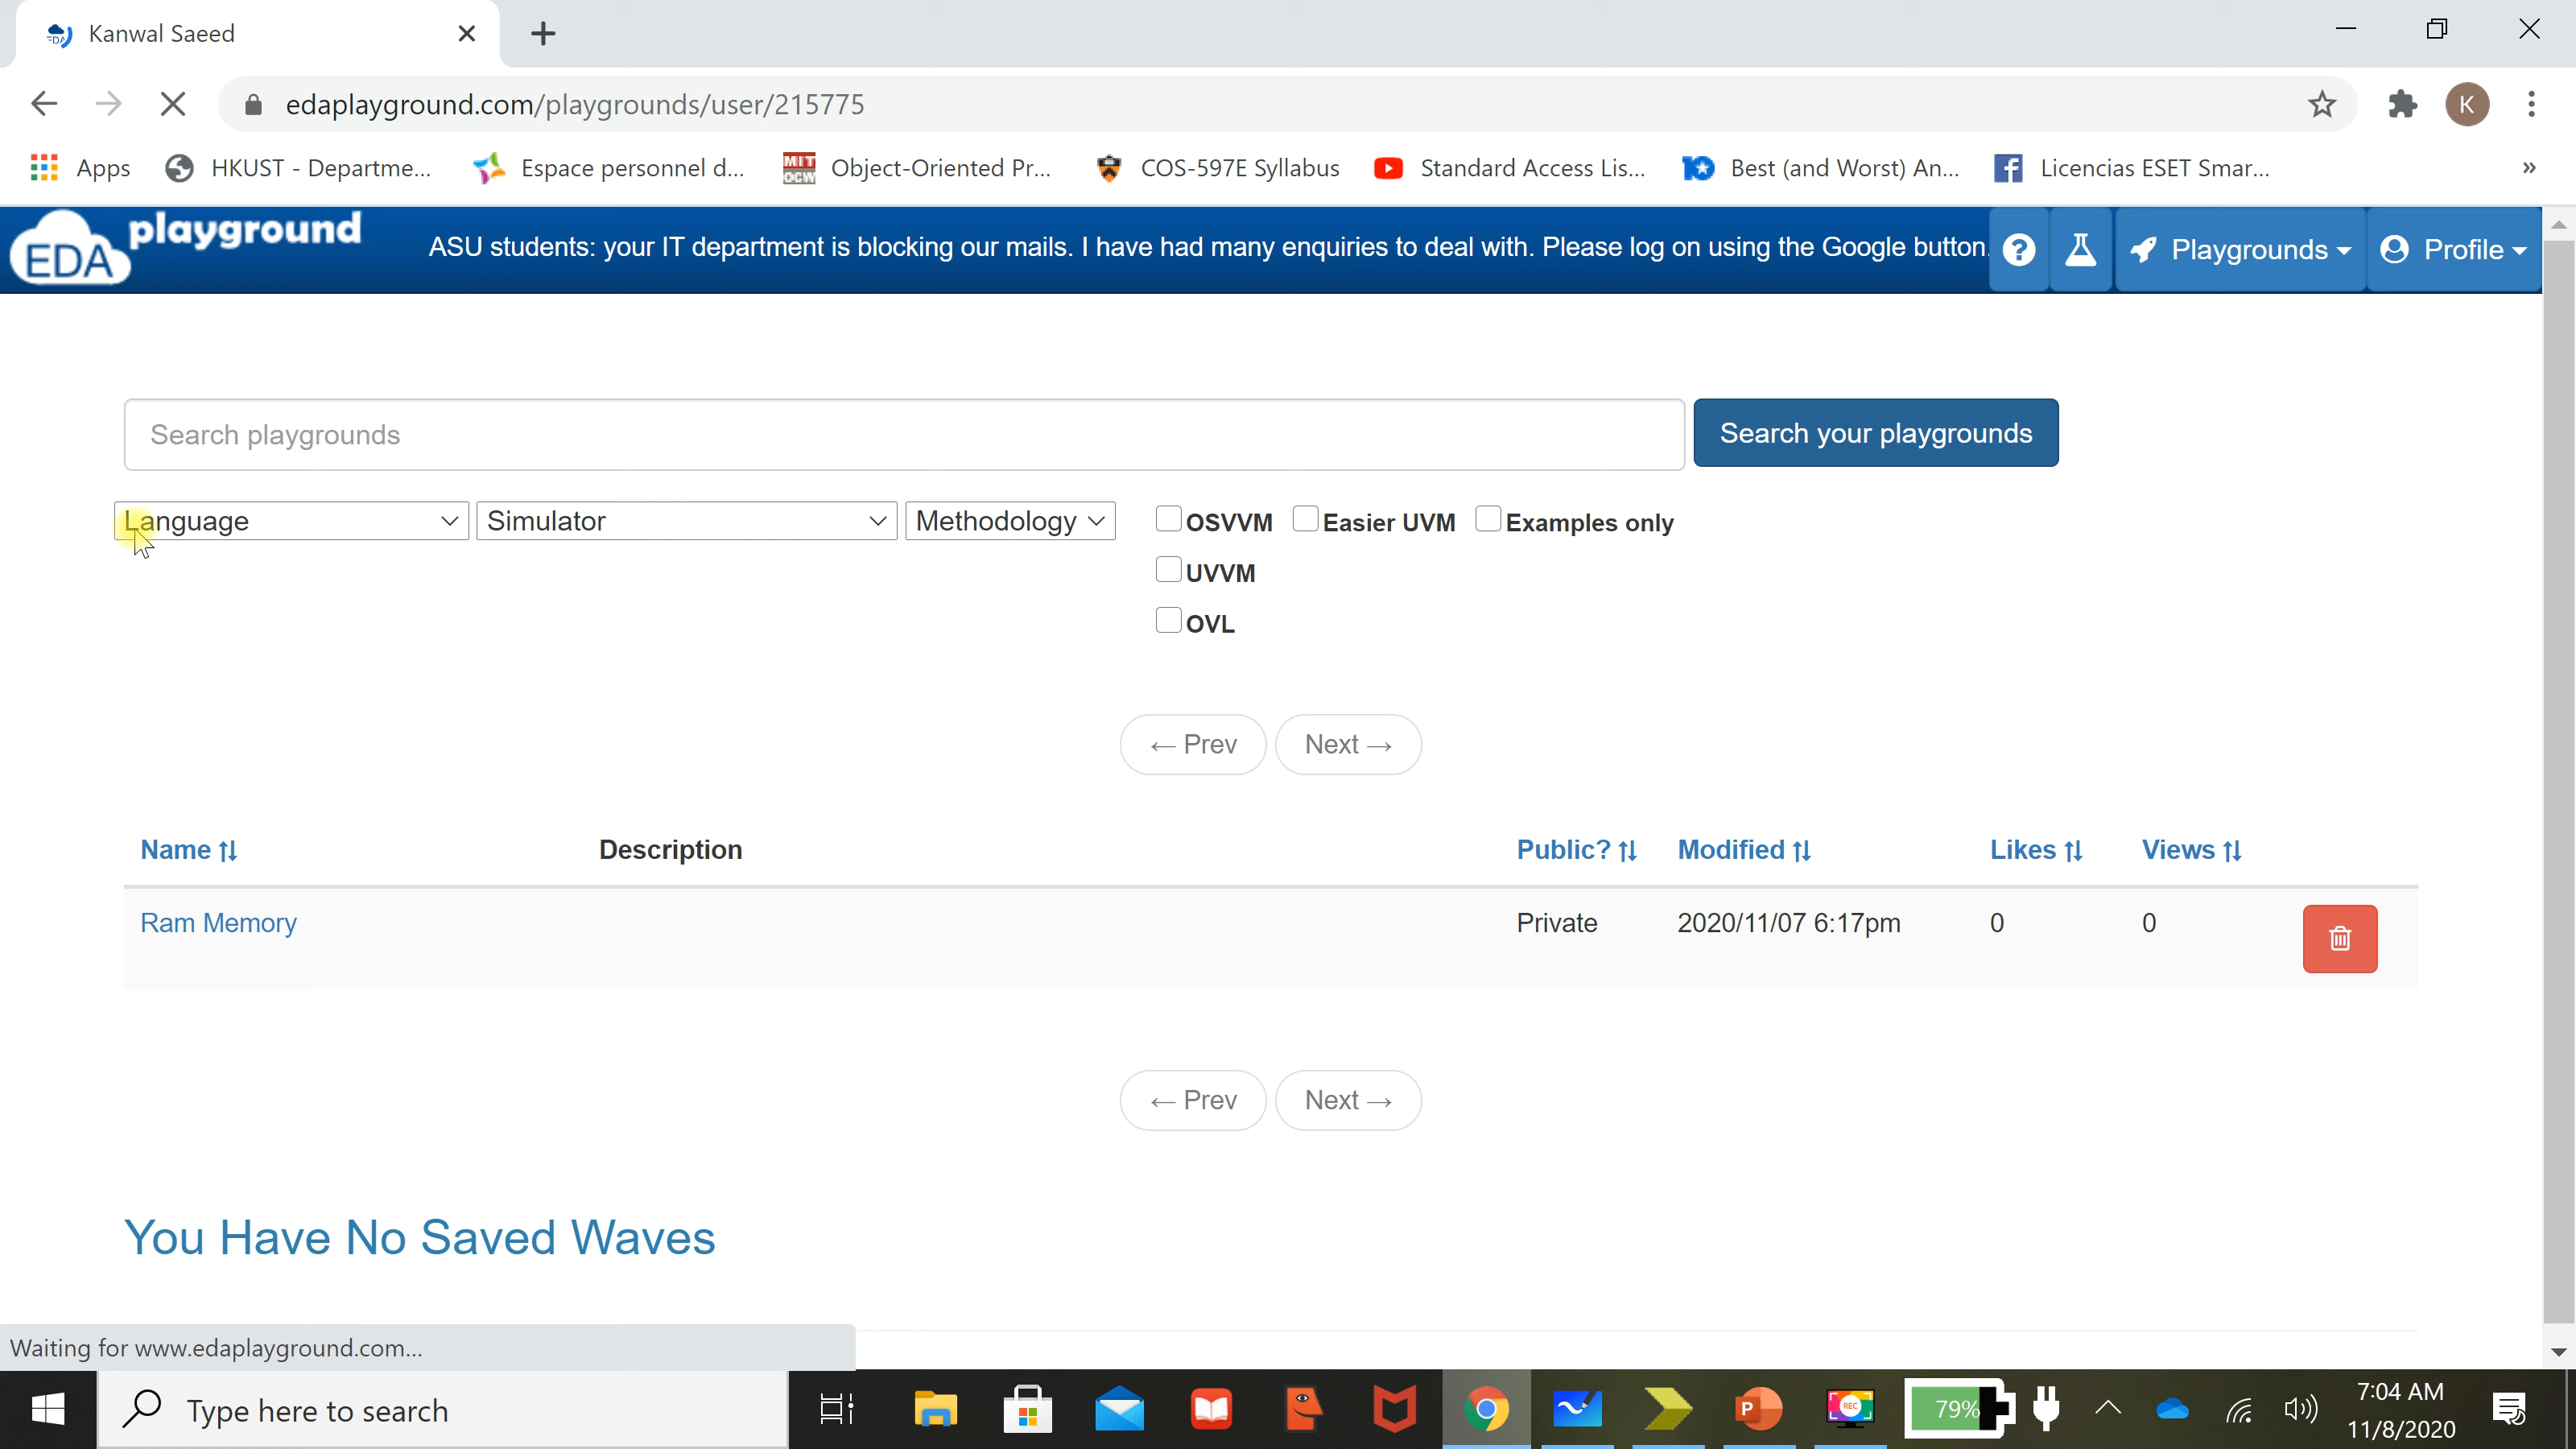 Kanwal Saeed
edaplayground.com/playgrounds/user/215775
K
Apps HKUST - Departme... Espace personnel d... MIT OCW Object-Oriented Pr... COS-597E Syllabus Standard Access Lis... Best (and Worst) An... Licencias ESET Smar... »
EDA playground ASU students: your IT department is blocking our mails. I have had many enquiries to deal with. Please log on using the Google button. Playgrounds Profile
Search playgrounds Search your playgrounds
Language Simulator Methodology OSVVM Easier UVM Examples only
UVVM
OVL
← Prev Next →
Name Description Public? Modified Likes Views
Ram Memory Private 2020/11/07 6:17pm 0 0
← Prev Next →
You Have No Saved Waves
Waiting for www.edaplayground.com...
Type here to search REC 79% 7:04 AM
11/8/2020